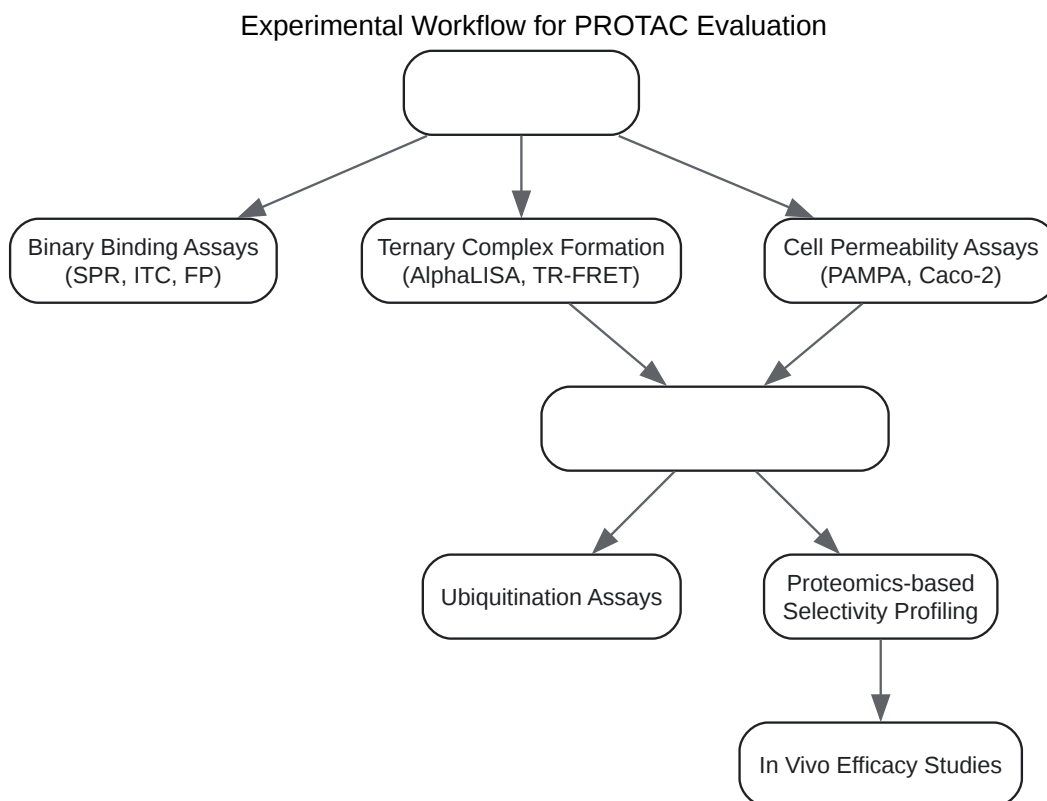 Experimental Workflow for PROTAC Evaluation
Binary Binding Assays
(SPR, ITC, FP)
Ternary Complex Formation
(AlphaLISA, TR-FRET)
Cell Permeability Assays
(PAMPA, Caco-2)
Ubiquitination Assays
Proteomics-based
Selectivity Profiling
In Vivo Efficacy Studies